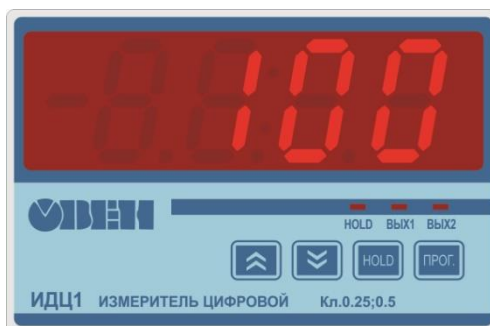 100
ОВЕН
HOLD ВЫХ1 ВЫХ2
HOLD ПРОГ.
ИДЦ1 ИЗМЕРИТЕЛЬ ЦИФРОВОЙ Кл.0.25;0.5